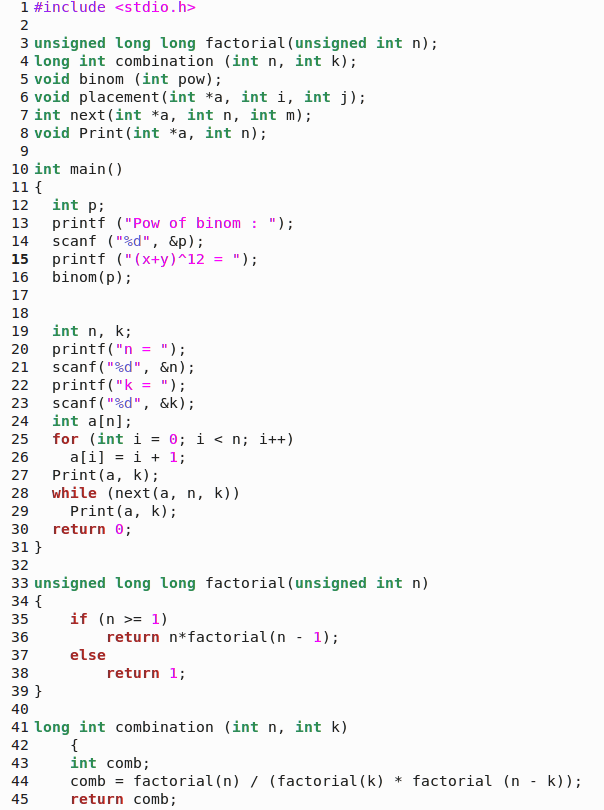 1 #include <stdio.h>
2
3 unsigned long long factorial(unsigned int n);
4 long int combination (int n, int k);
5 void binom (int pow);
6 void placement(int *a, int i, int j);
7 int next(int *a, int n, int m);
8 void Print(int *a, int n);
9
10 int main()
11 {
12   int p;
13   printf ("Pow of binom : ");
14   scanf ("%d", &p);
15   printf ("(x+y)^12 = ");
16   binom(p);
17
18
19   int n, k;
20   printf("n = ");
21   scanf("%d", &n);
22   printf("k = ");
23   scanf("%d", &k);
24   int a[n];
25   for (int i = 0; i < n; i++)
26     a[i] = i + 1;
27   Print(a, k);
28   while (next(a, n, k))
29     Print(a, k);
30   return 0;
31 }
32
33 unsigned long long factorial(unsigned int n)
34 {
35     if (n >= 1)
36         return n*factorial(n - 1);
37     else
38         return 1;
39 }
40
41 long int combination (int n, int k)
42     {
43     int comb;
44     comb = factorial(n) / (factorial(k) * factorial (n - k));
45     return comb;